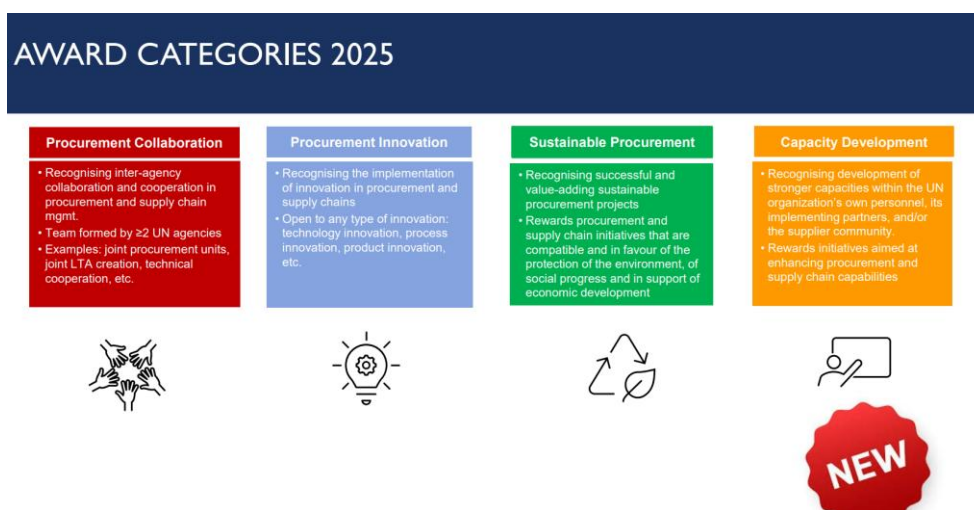 AWARD CATEGORIES 2025
Procurement Collaboration
• Recognising inter-agency
collaboration and cooperation in
procurement and supply chain
mgmt.
• Team formed by ≥2 UN agencies
• Examples: joint procurement units,
joint LTA creation, technical
cooperation, etc.
Procurement Innovation
• Recognising the implementation
of innovation in procurement and
supply chains
• Open to any type of innovation:
technology innovation, process
innovation, product innovation,
etc.
Sustainable Procurement
• Recognising successful and
value-adding sustainable
procurement projects
• Rewards procurement and
supply chain initiatives that are
compatible and in favour of the
protection of the environment, of
social progress and in support of
economic development
Capacity Development
• Recognising development of
stronger capacities within the UN
organization's own personnel, its
implementing partners, and/or
the supplier community.
• Rewards initiatives aimed at
enhancing procurement and
supply chain capabilities
NEW